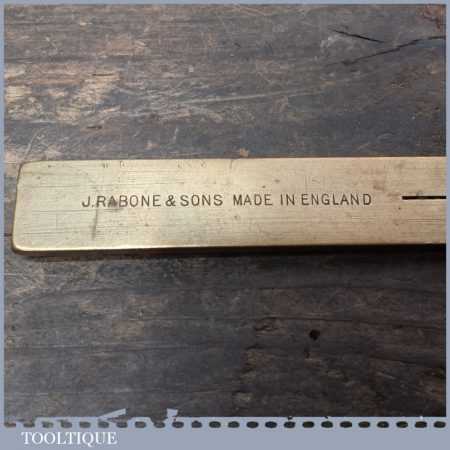 J.RABONE & SONS MADE IN ENGLAND
TOOLTIQUE